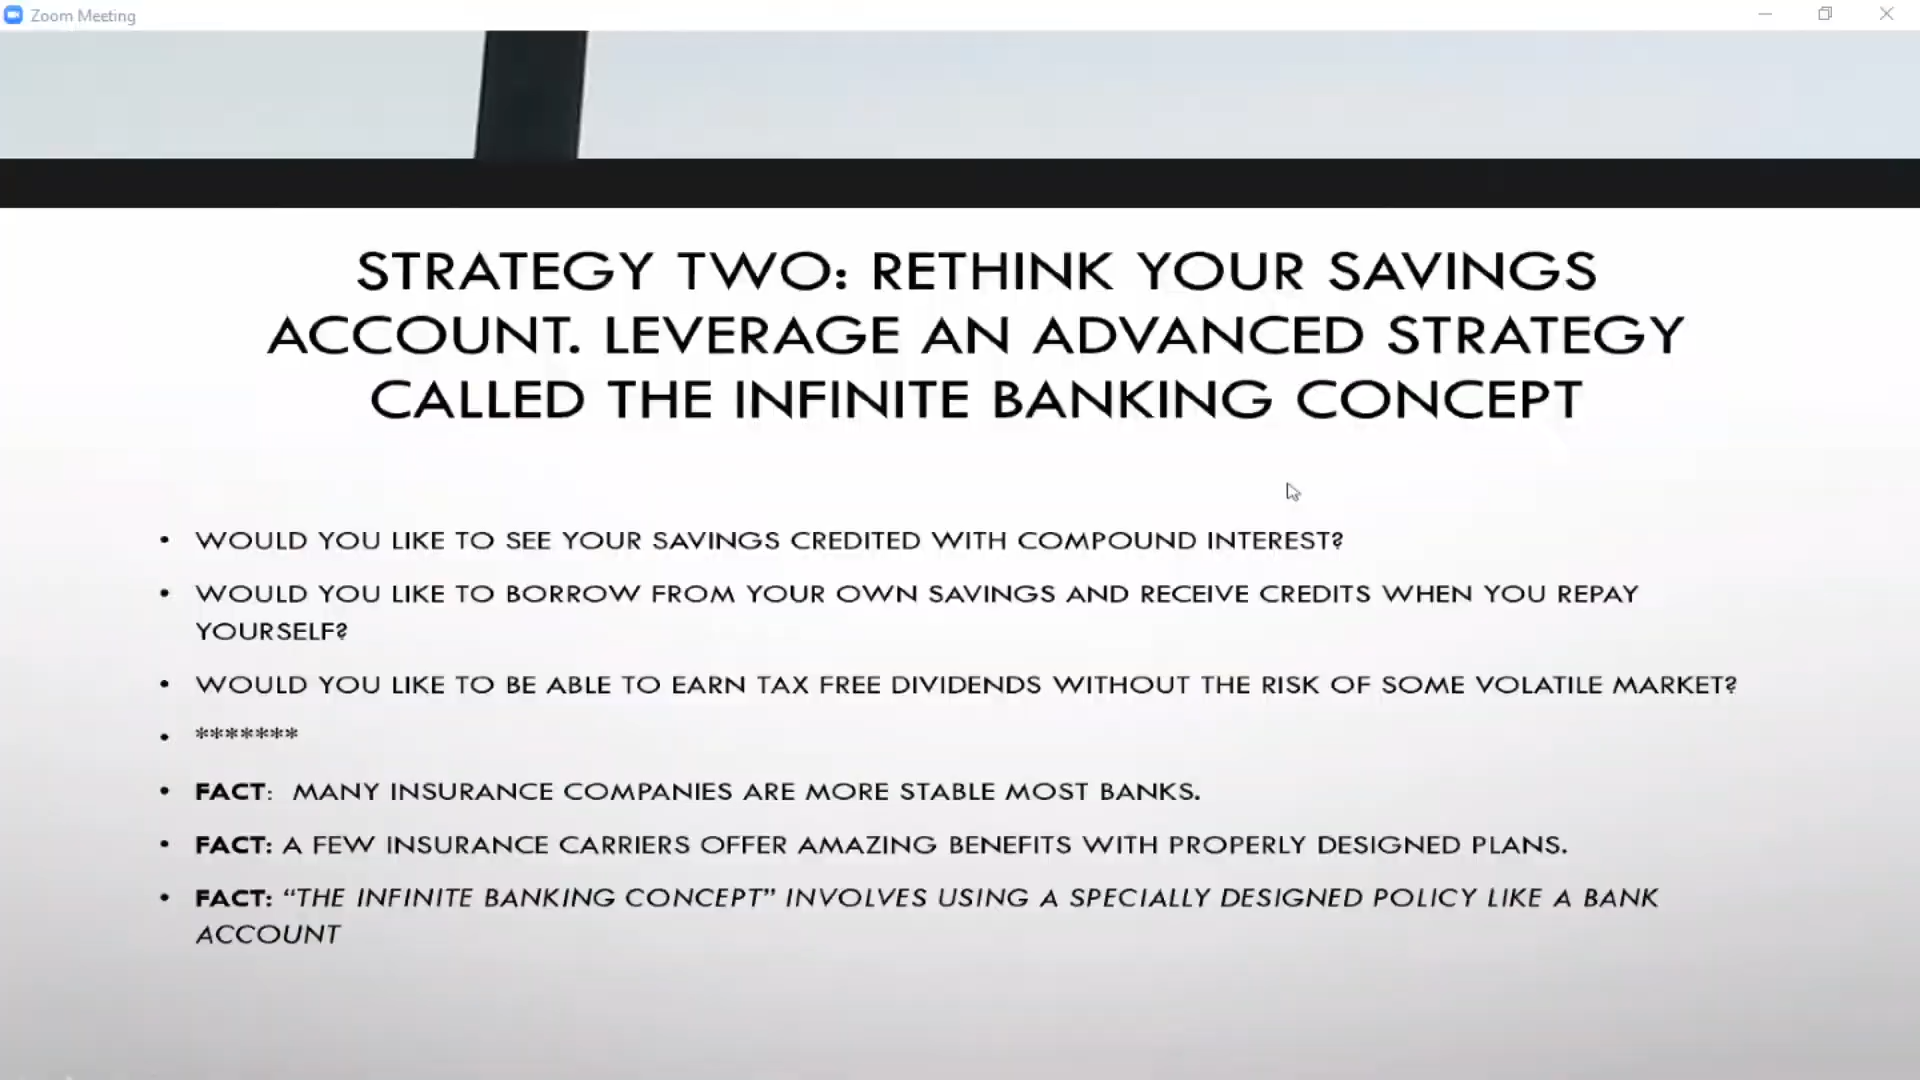 Zoom Meeting
STRATEGY TWO: RETHINK YOUR SAVINGS
ACCOUNT. LEVERAGE AN ADVANCED STRATEGY
CALLED THE INFINITE BANKING CONCEPT
• WOULD YOU LIKE TO SEE YOUR SAVINGS CREDITED WITH COMPOUND INTEREST?
• WOULD YOU LIKE TO BORROW FROM YOUR OWN SAVINGS AND RECEIVE CREDITS WHEN YOU REPAY
YOURSELF?
• WOULD YOU LIKE TO BE ABLE TO EARN TAX FREE DIVIDENDS WITHOUT THE RISK OF SOME VOLATILE MARKET?
• *******
• FACT: MANY INSURANCE COMPANIES ARE MORE STABLE MOST BANKS.
• FACT: A FEW INSURANCE CARRIERS OFFER AMAZING BENEFITS WITH PROPERLY DESIGNED PLANS.
• FACT: “THE INFINITE BANKING CONCEPT” INVOLVES USING A SPECIALLY DESIGNED POLICY LIKE A BANK
ACCOUNT